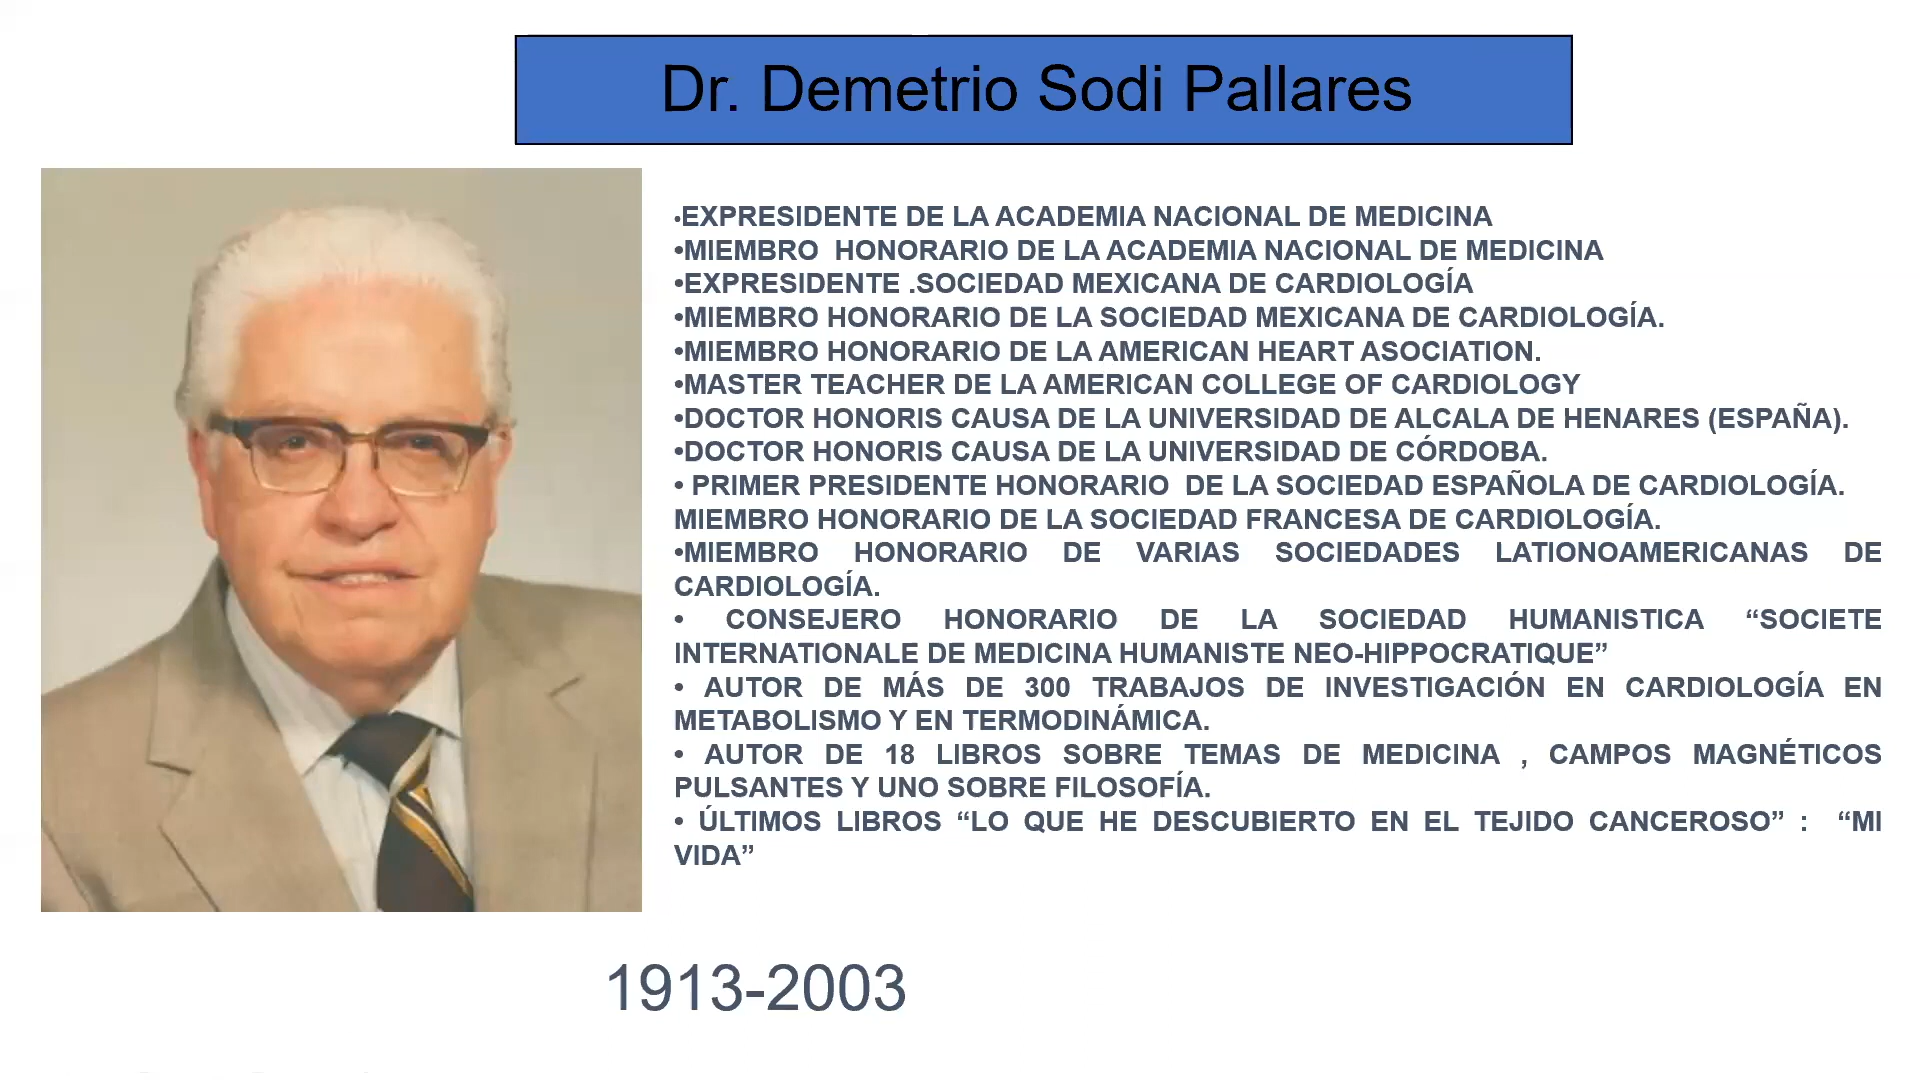 Dr. Demetrio Sodi Pallares
•EXPRESIDENTE DE LA ACADEMIA NACIONAL DE MEDICINA
•MIEMBRO  HONORARIO DE LA ACADEMIA NACIONAL DE MEDICINA
•EXPRESIDENTE .SOCIEDAD MEXICANA DE CARDIOLOGÍA
•MIEMBRO HONORARIO DE LA SOCIEDAD MEXICANA DE CARDIOLOGÍA.
•MIEMBRO HONORARIO DE LA AMERICAN HEART ASOCIATION.
•MASTER TEACHER DE LA AMERICAN COLLEGE OF CARDIOLOGY
•DOCTOR HONORIS CAUSA DE LA UNIVERSIDAD DE ALCALA DE HENARES (ESPAÑA).
•DOCTOR HONORIS CAUSA DE LA UNIVERSIDAD DE CÓRDOBA.
• PRIMER PRESIDENTE HONORARIO  DE LA SOCIEDAD ESPAÑOLA DE CARDIOLOGÍA.
MIEMBRO HONORARIO DE LA SOCIEDAD FRANCESA DE CARDIOLOGÍA.
•MIEMBRO HONORARIO DE VARIAS SOCIEDADES LATIONOAMERICANAS DE
CARDIOLOGÍA.
• CONSEJERO HONORARIO DE LA SOCIEDAD HUMANISTICA “SOCIETE
INTERNATIONALE DE MEDICINA HUMANISTE NEO-HIPPOCRATIQUE”
• AUTOR DE MÁS DE 300 TRABAJOS DE INVESTIGACIÓN EN CARDIOLOGÍA EN
METABOLISMO Y EN TERMODINÁMICA.
• AUTOR DE 18 LIBROS SOBRE TEMAS DE MEDICINA , CAMPOS MAGNÉTICOS
PULSANTES Y UNO SOBRE FILOSOFÍA.
• ÚLTIMOS LIBROS “LO QUE HE DESCUBIERTO EN EL TEJIDO CANCEROSO” :  “MI
VIDA”
1913-2003